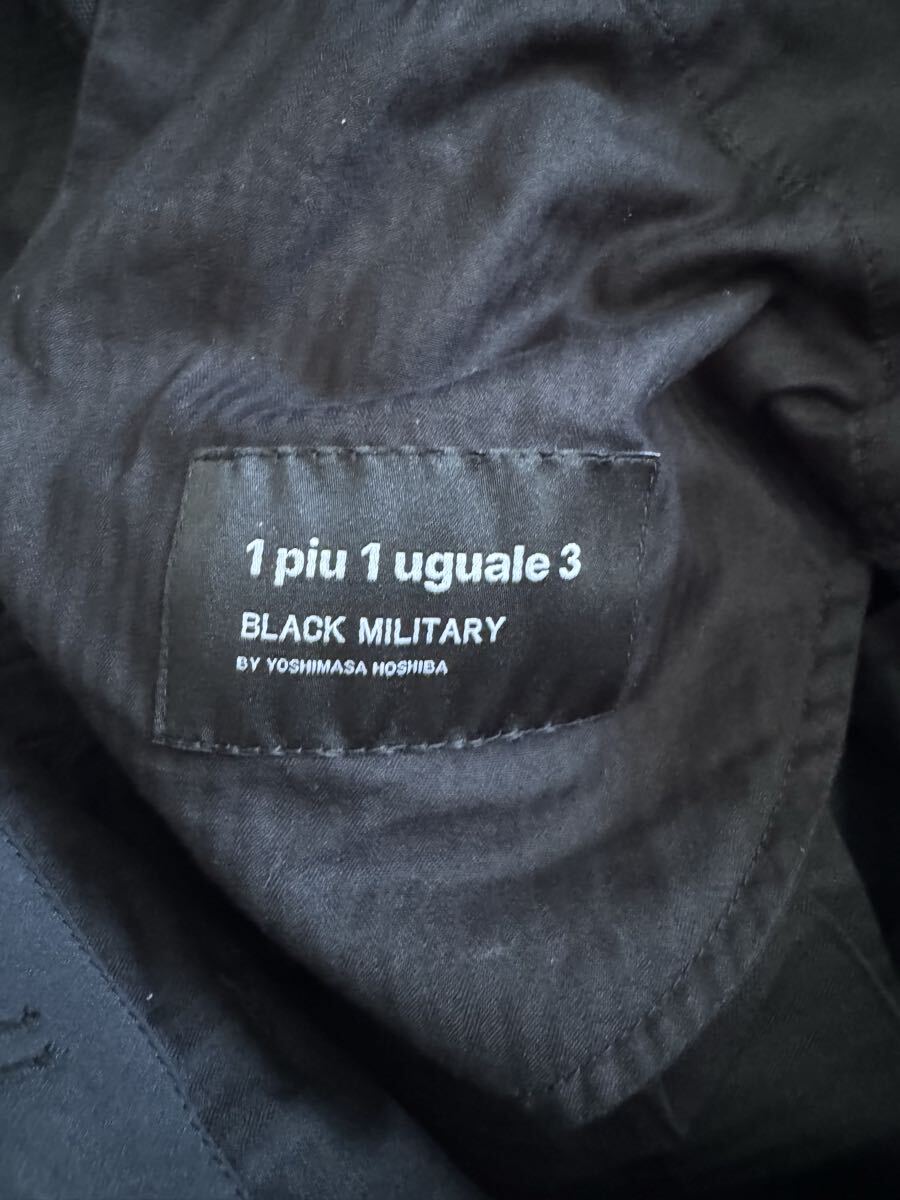 1 piu 1 uguale 3
BLACK MILITARY
BY YOSHIMASA HOSHIBA